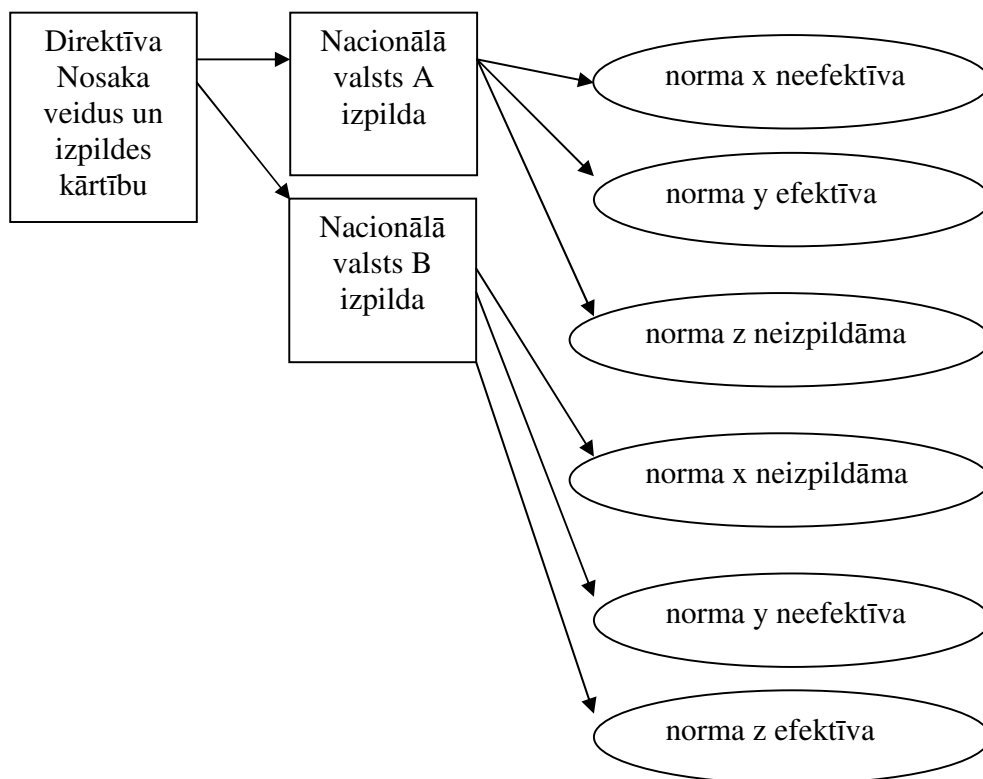 Direktīva
Nosaka
veidus un
izpildes
kārtību
Nacionālā
valsts A
izpilda
Nacionālā
valsts B
izpilda
norma x neefektīva
norma y efektīva
norma z neizpildāma
norma x neizpildāma
norma y neefektīva
norma z efektīva